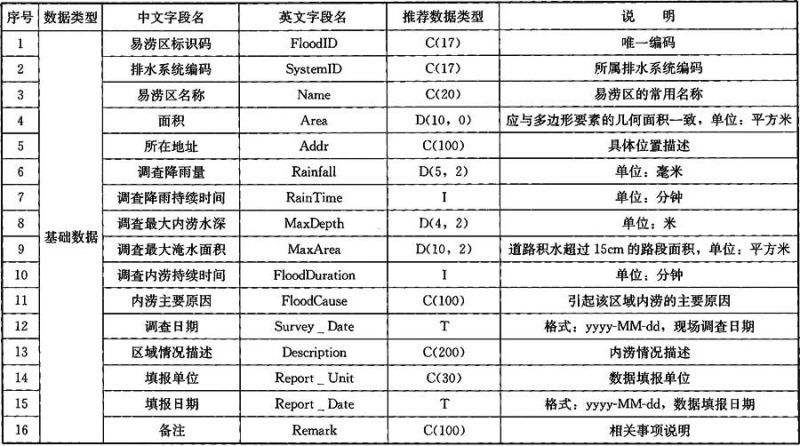 序号 数据类型 中文字段名 英文字段名 推荐数据类型 说 明
1 易涝区标识码 FloodID C(17) 唯一编码
2 排水系统编码 SystemID C(17) 所属排水系统编码
3 易涝区名称 Name C(20) 易涝区的常用名称
4 面积 Area D(10，0) 应与多边形要素的几何面积一致，单位：平方米
5 所在地址 Addr C(100) 具体位置描述
6 调查降雨量 Rainfall D(5，2) 单位：毫米
7 调查降雨持续时间 RainTime I 单位：分钟
8 调查最大内涝水深 MaxDepth D(4，2) 单位：米
基础数据
9 调查最大淹水面积 MaxArea D(10，2) 道路积水超过15cm的路段面积，单位：平方米
10 调查内涝持续时间 FloodDuration I 单位：分钟
11 内涝主要原因 FloodCause C(100) 引起该区域内涝的主要原因
12 调查日期 Survey_Date T 格式：yyyy-MM-dd，现场调查日期
13 区域情况描述 Description C(200) 内涝情况描述
14 填报单位 Report_Unit C(30) 数据填报单位
15 填报日期 Report_Date T 格式：yyyy-MM-dd，数据填报日期
16 备注 Remark C(100) 相关事项说明